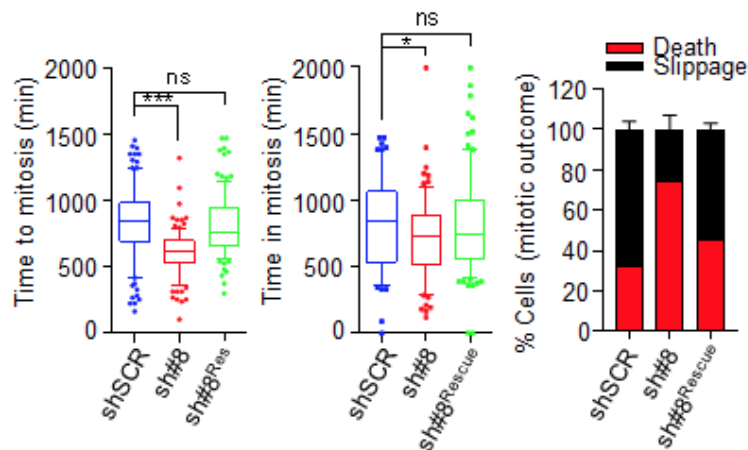 Time to mitosis (min)
2000
1500
1000
500
0
ns
***
shSCR
sh#8
sh#8Res
Time in mitosis (min)
2000
1500
1000
500
0
ns
*
shSCR
sh#8
sh#8Rescue
Death
Slippage
% Cells (mitotic outcome)
120
100
80
60
40
20
0
shSCR
sh#8
sh#8Rescue